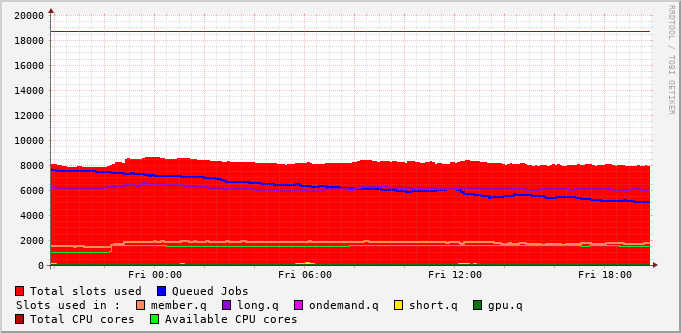 20000
18000
16000
14000
12000
10000
8000
6000
4000
2000
0
Fri 00:00 Fri 06:00 Fri 12:00 Fri 18:00
RRDTOOL / TOBI OETIKER
Total slots used Queued Jobs
Slots used in : member.q long.q ondemand.q short.q gpu.q
Total CPU cores Available CPU cores